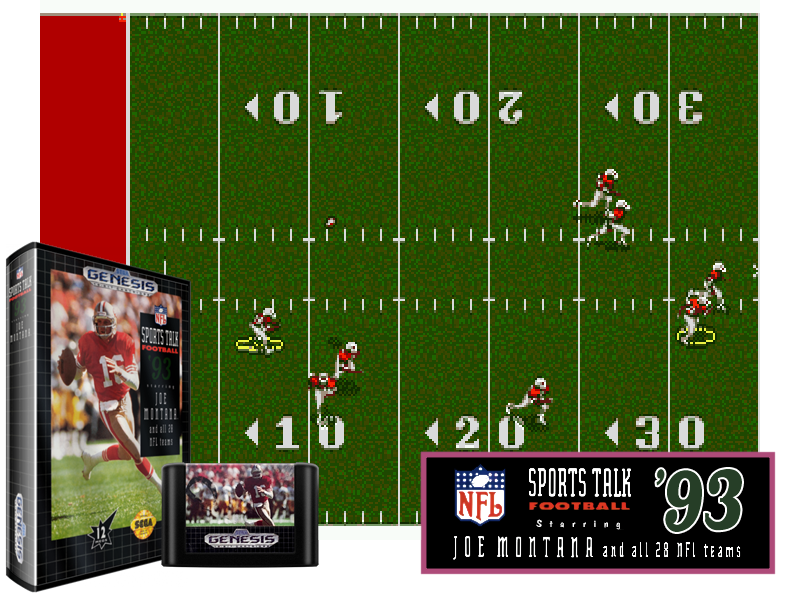 10 20 30
GENESIS
NFL
SPORTS TALK
FOOTBALL
93
starring
JOE
MONTANA
and all 28
NFL teams
SPORTS TALK
JOE
MONTANA
GENESIS
12
SEGA
GENESIS
10 20 30
NFL
SPORTS TALK
FOOTBALL
'93
Starring
JOE MONTANA and all 28 NFL teams